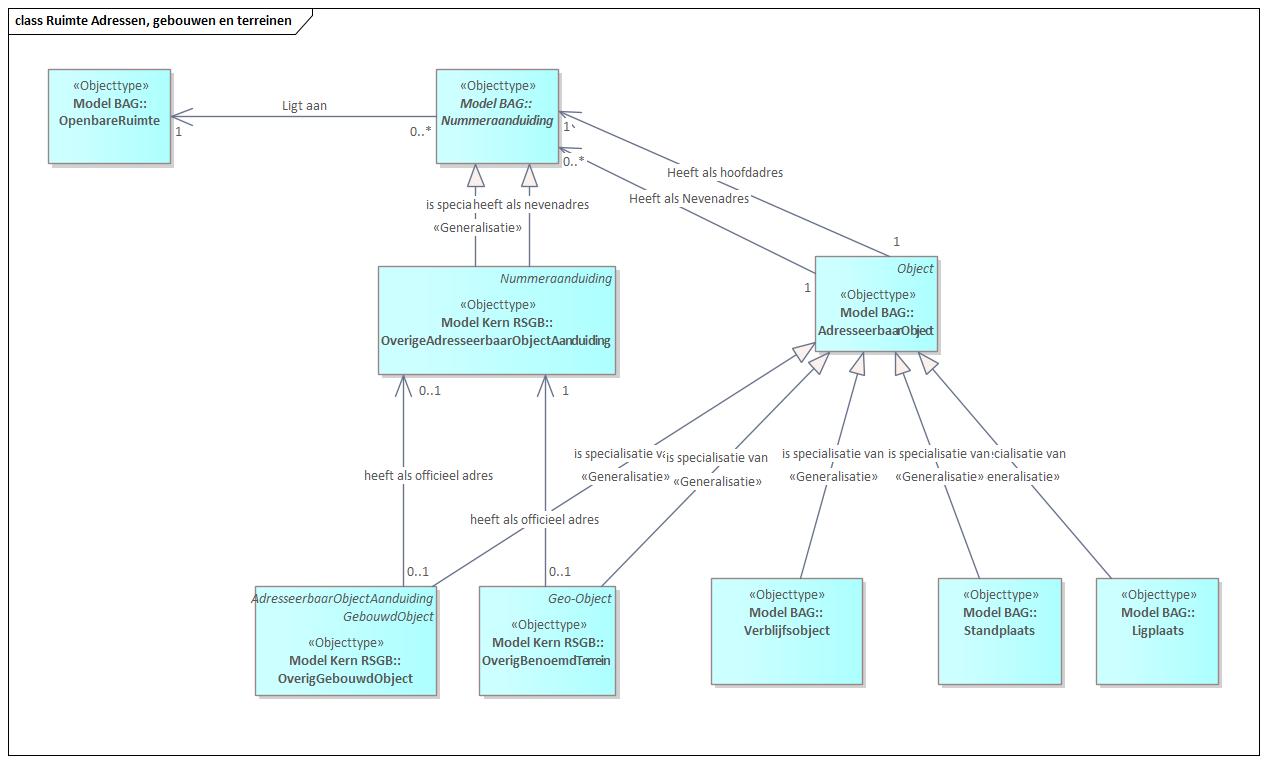 class Ruimte Adressen, gebouwen en terreinen
«Objecttype»
Model BAG::
OpenbareRuimte
Ligt aan
1
0..*
«Objecttype»
Model BAG::
Nummeraanduiding
1
0..*
Heeft als hoofdadres
Heeft als Nevenadres
1
1
is specia
heeft als nevenadres
«Generalisatie»
Nummeraanduiding
«Objecttype»
Model Kern RSGB::
OverigeAdresseerbaarObjectAanduiding
Object
«Objecttype»
Model BAG::
AdresseerbaarObject
0..1
1
is specialisatie va
is specialisatie van
is specialisatie van
is specialisatie van
cialisatie van
«Generalisatie»
«Generalisatie»
«Generalisatie»
«Generalisatie»
eneralisatie»
heeft als officieel adres
heeft als officieel adres
0..1
0..1
AdresseerbaarObjectAanduiding
GebouwdObject
«Objecttype»
Model Kern RSGB::
OverigGebouwdObject
Geo-Object
«Objecttype»
Model Kern RSGB::
OverigBenoemdTerrein
«Objecttype»
Model BAG::
Verblijfsobject
«Objecttype»
Model BAG::
Standplaats
«Objecttype»
Model BAG::
Ligplaats